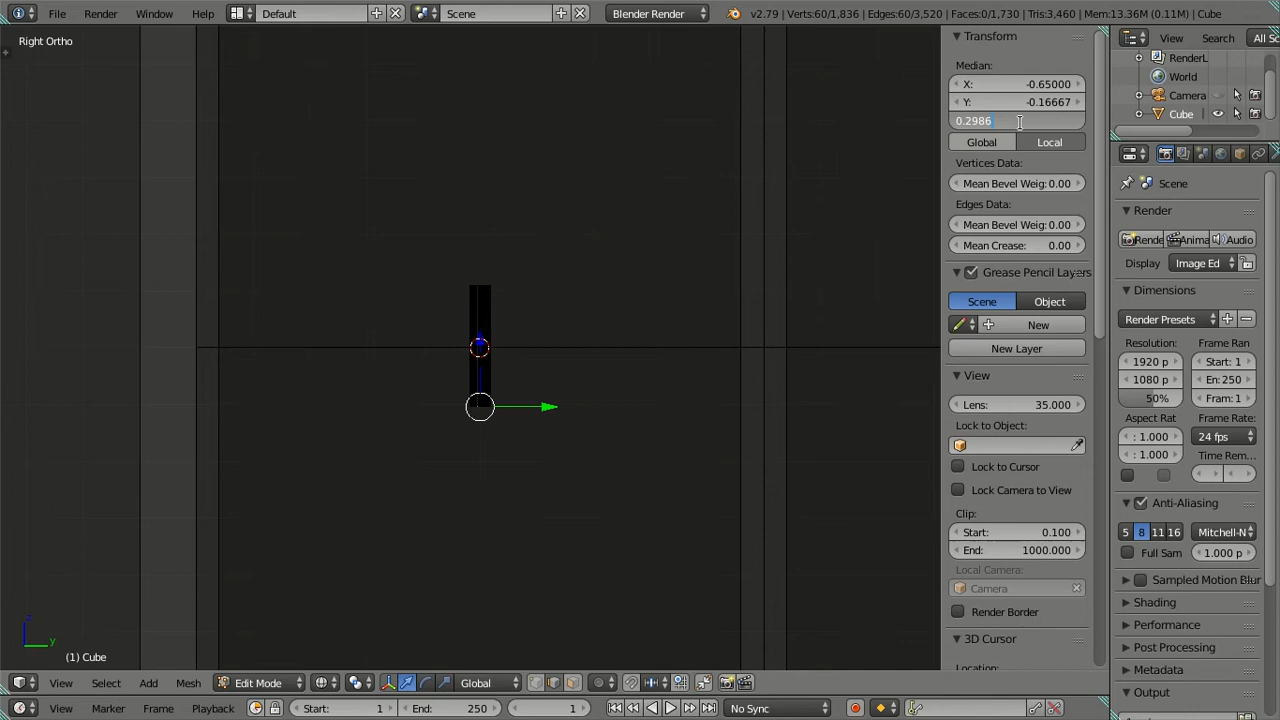 File Render Window Help Default Scene Blender Render v2.79 | Verts:60/1,836 | Edges:60/3,520 | Faces:0/1,730 | Tris:3,460 | Mem:13.36M (0.11M) | Cube
Right Ortho
Transform
Median:
X: -0.65000
Y: -0.16667
0.2986
Global Local
Vertices Data:
Mean Bevel Weig: 0.00
Edges Data:
Mean Bevel Weig: 0.00
Mean Crease: 0.00
Grease Pencil Layers
Scene Object
New
New Layer
View
Lens: 35.000
Lock to Object:
Lock to Cursor
Lock Camera to View
Clip:
Start: 0.100
End: 1000.000
Local Camera:
Camera
Render Border
3D Cursor
Location:
View Search All Sc
RenderL
World
Camera
Cube
Scene
Render
Rende Anima Audio
Display Image Ed
Dimensions
Render Presets
Resolution: Frame Ran
1920 p Start: 1
1080 p En: 250
50% Fram: 1
Aspect Rat Frame Rate:
: 1.000 24 fps
: 1.000 Time Rem...
Anti-Aliasing
5 8 11 16 Mitchell-N
Full Sam 1.000 p
Sampled Motion Blur
Shading
Performance
Post Processing
Metadata
Output
z
y
(1) Cube
View Select Add Mesh Edit Mode Global
View Marker Frame Playback Start: 1 End: 250 1 No Sync